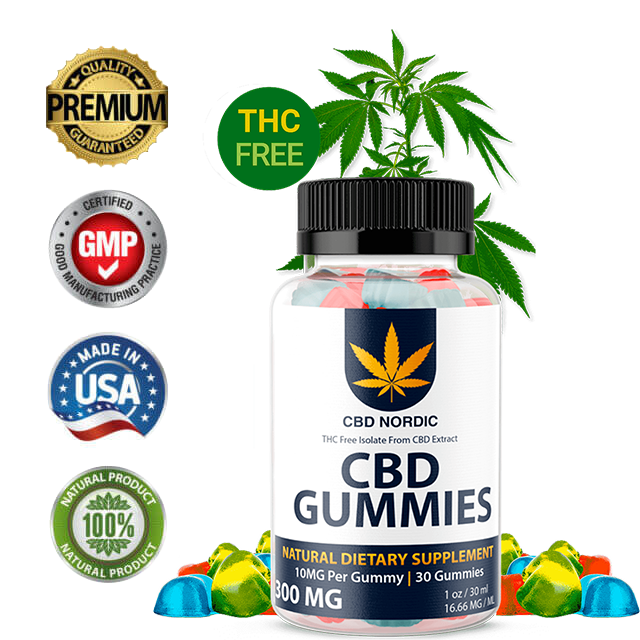 QUALITY
PREMIUM
GUARANTEED
CERTIFIED
GMP
GOOD MANUFACTURING PRACTICE
MADE IN
USA
NATURAL PRODUCT
100%
NATURAL PRODUCT
THC
FREE
CBD NORDIC
THC Free Isolate From CBD Extract
CBD
GUMMIES
NATURAL DIETARY SUPPLEMENT
10MG Per Gummy | 30 Gummies
300 MG
1 oz / 30 ml
16.66 MG / ML